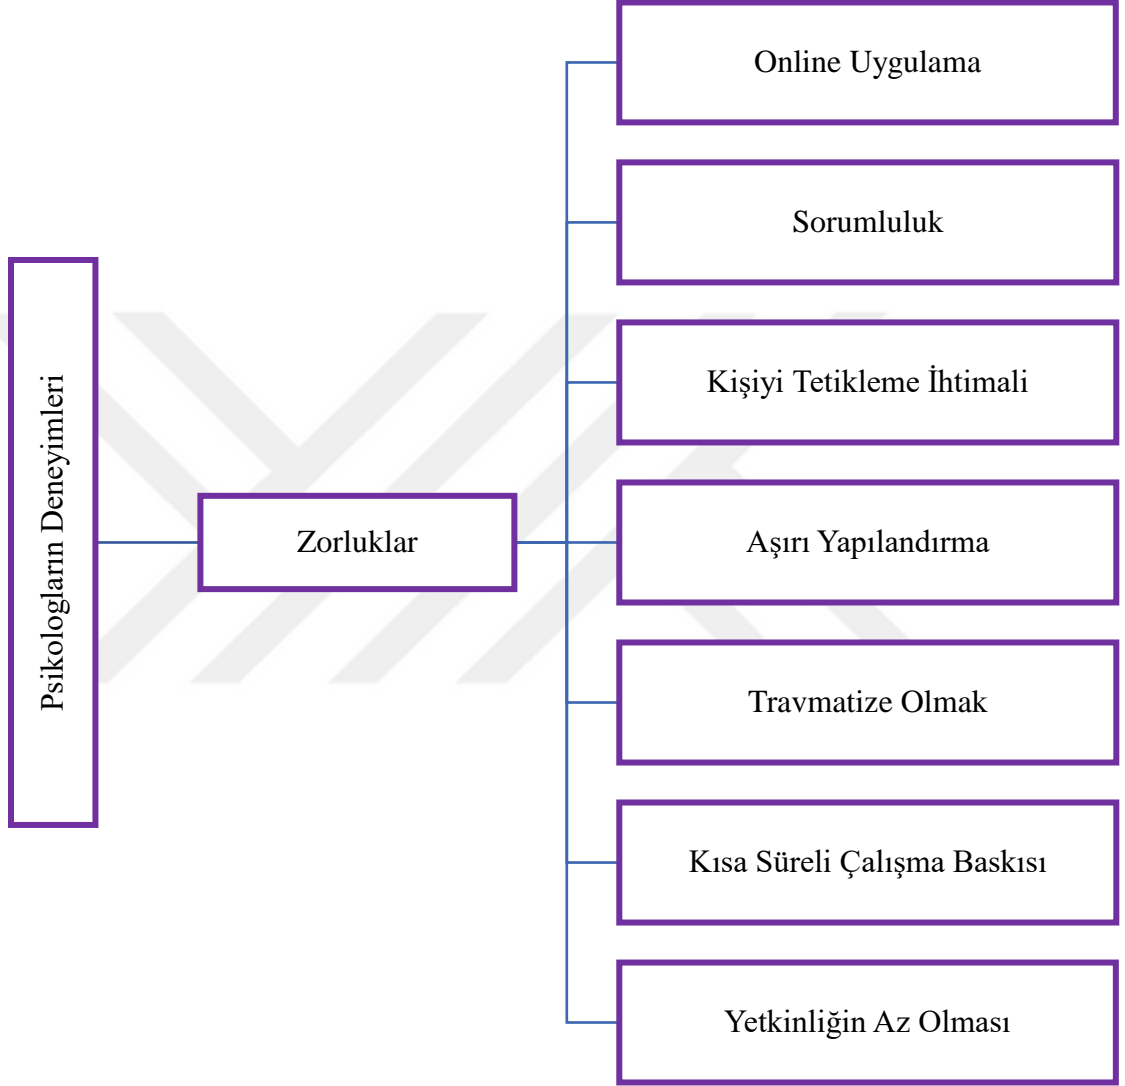 Psikologların Deneyimleri
Zorluklar
Online Uygulama
Sorumluluk
Kişiyi Tetikleme İhtimali
Aşırı Yapılandırma
Travmatize Olmak
Kısa Süreli Çalışma Baskısı
Yetkinliğin Az Olması